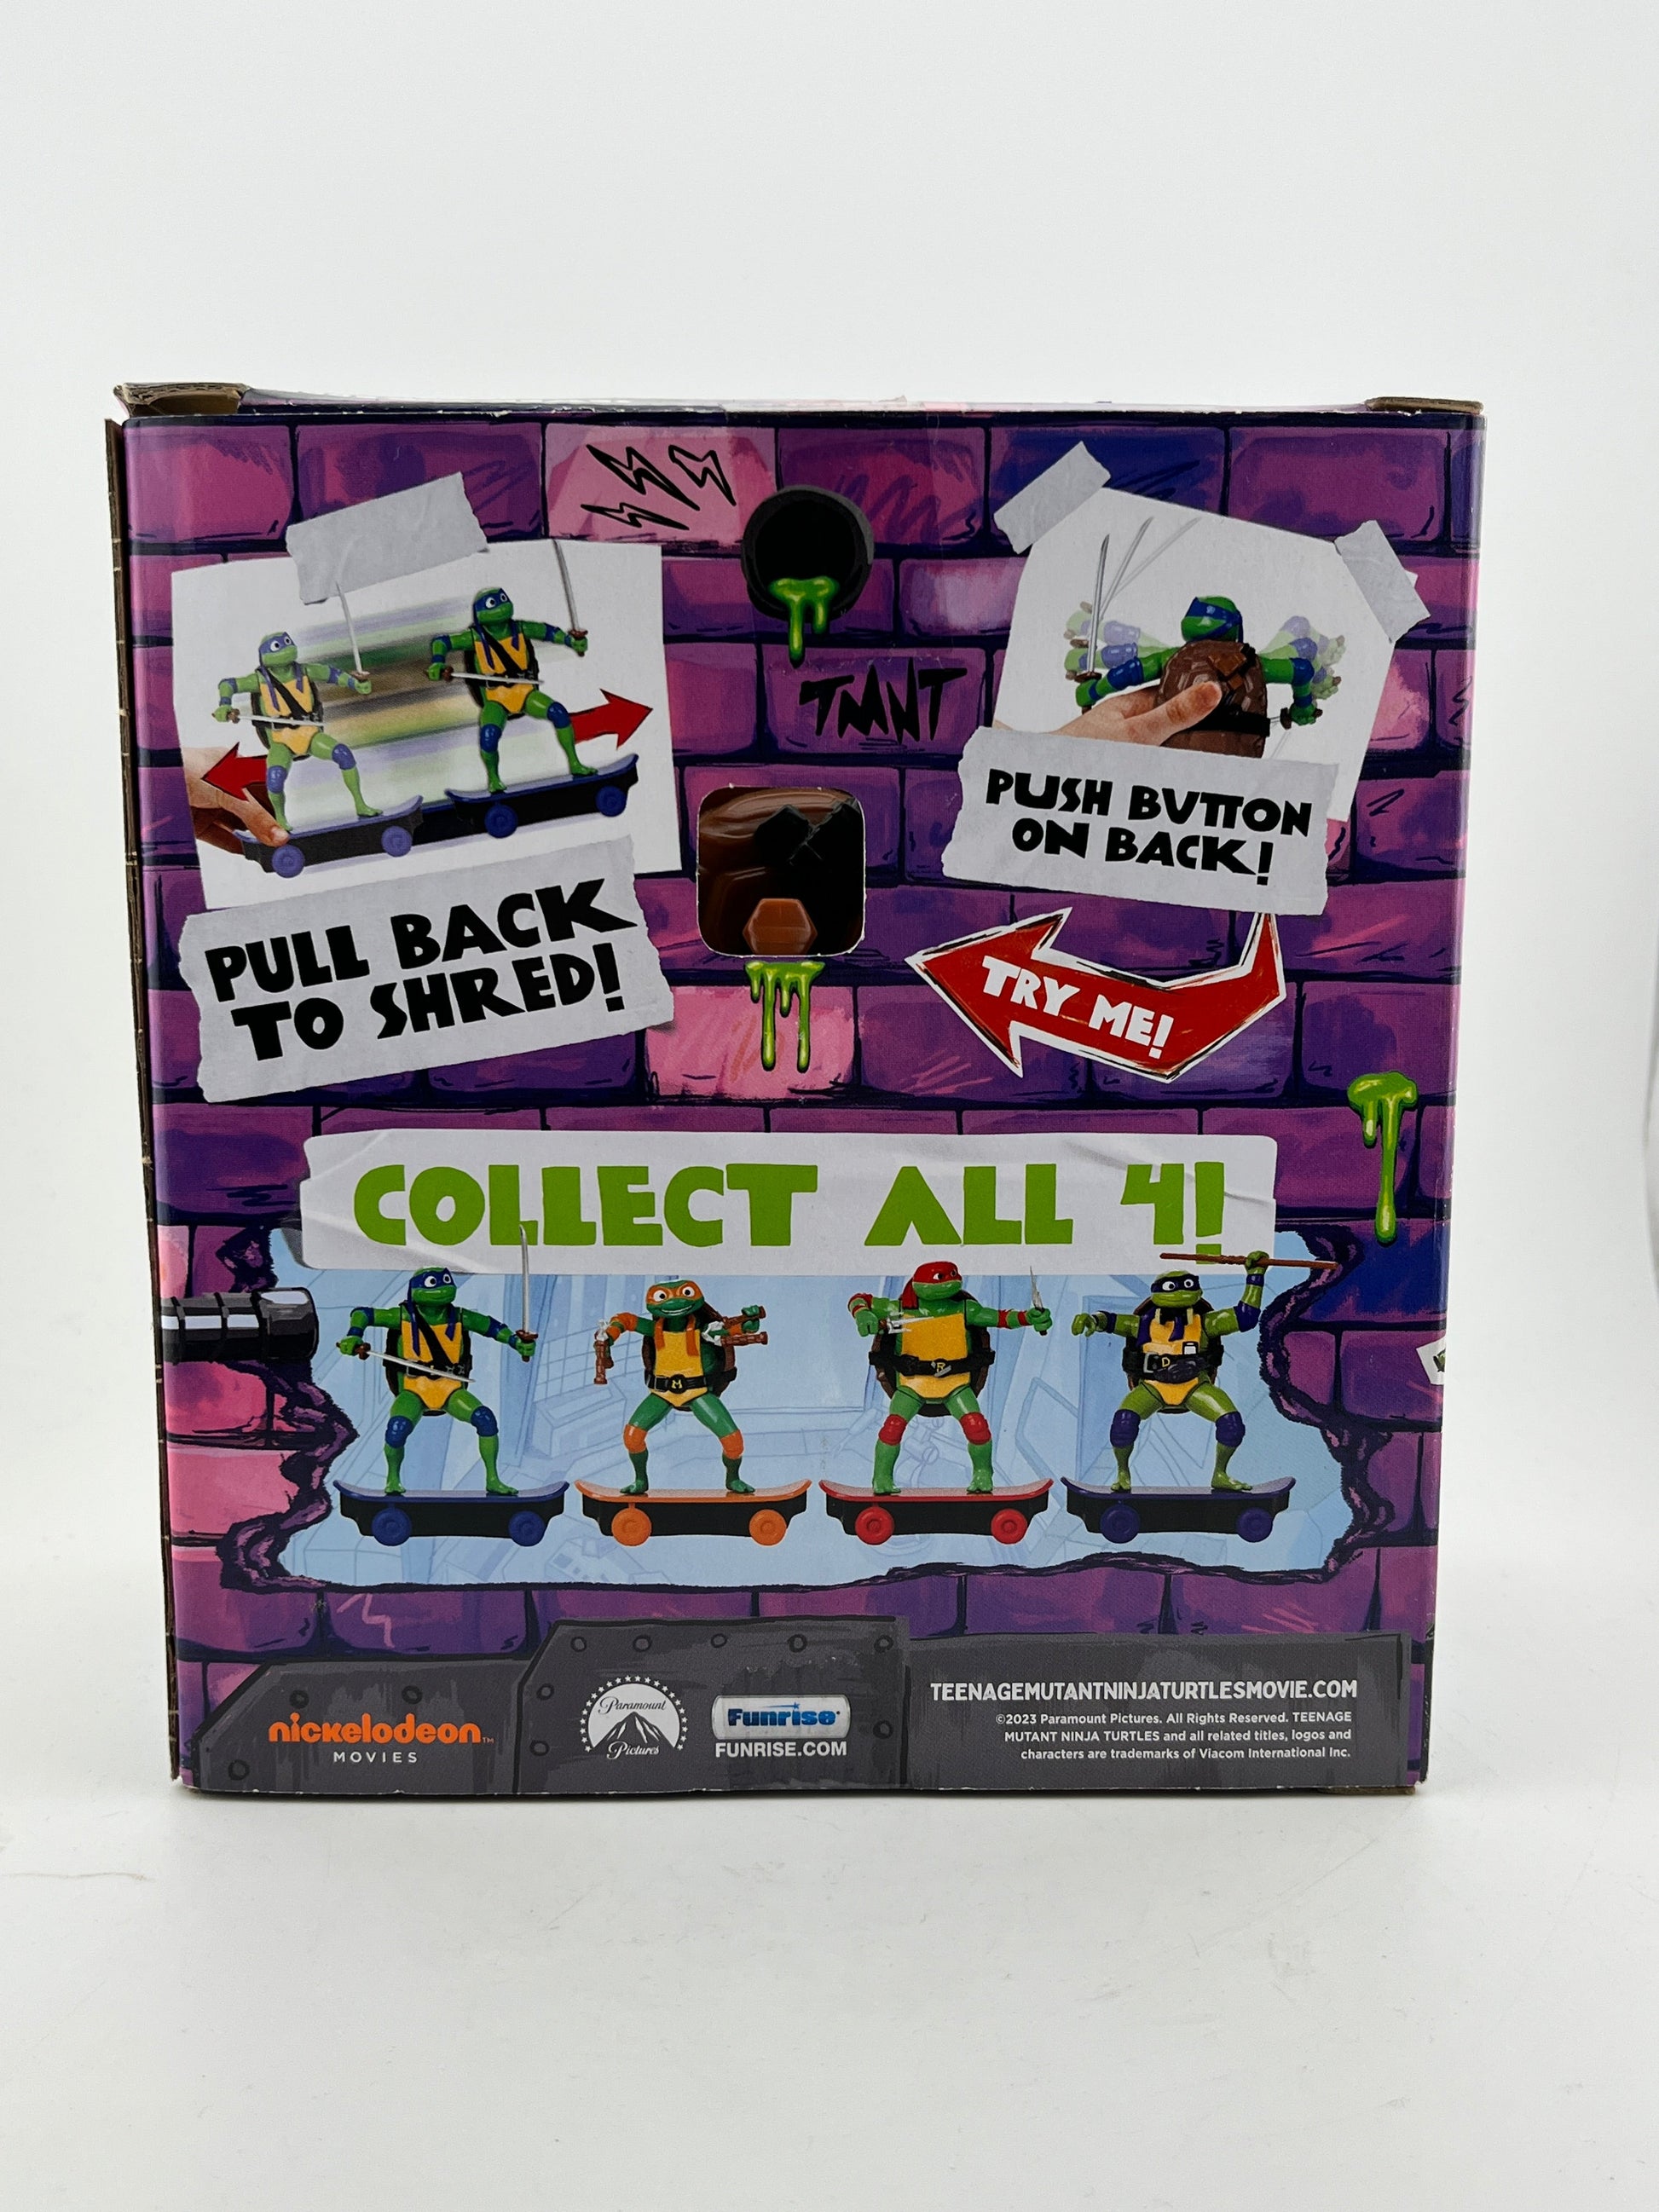 TMNT
PUSH BUTTON
ON BACK!
PULL BACK
TO SHRED!
TRY ME!
COLLECT ALL 4!
M
R
D
nickelodeon™
MOVIES
Paramount
Pictures
Funrise
FUNRISE.COM
TEENAGEMUTANTNINJATURTLESMOVIE.COM
©2023 Paramount Pictures. All Rights Reserved. TEENAGE
MUTANT NINJA TURTLES and all related titles, logos and
characters are trademarks of Viacom International Inc.